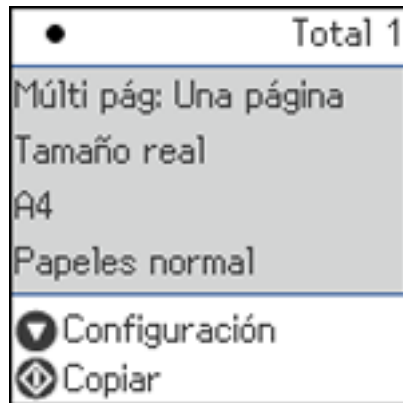 Total 1
Múlti pág: Una página
Tamaño real
A4
Papeles normal
Configuración
Copiar